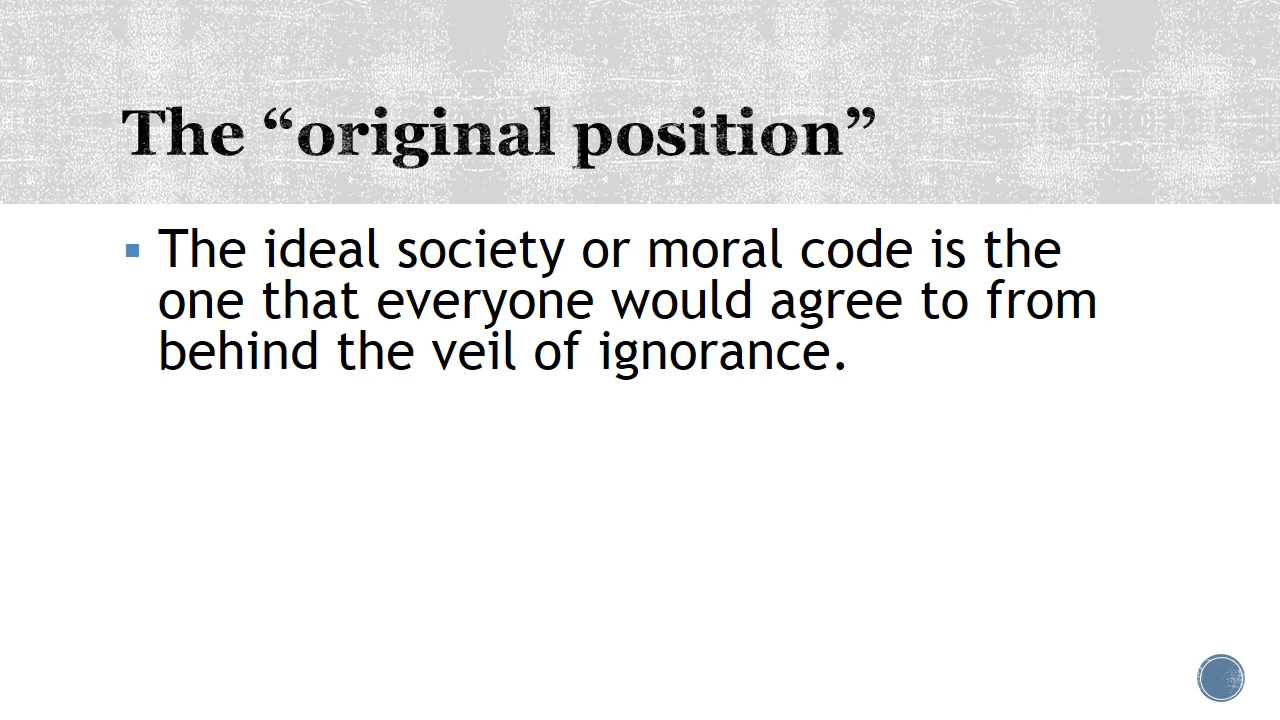 The “original position”
▪ The ideal society or moral code is the
one that everyone would agree to from
behind the veil of ignorance.